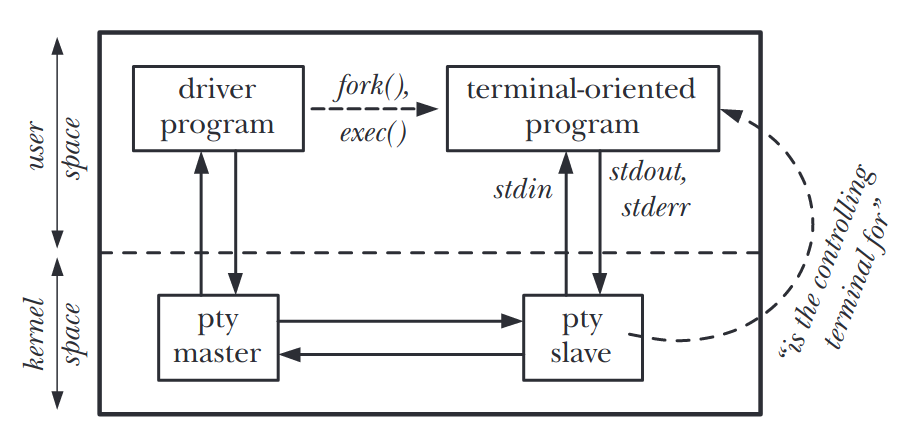 driver
program
fork(),
exec()
terminal-oriented
program
user
space
stdin
stdout,
stderr
"is the controlling
terminal for"
kernel
space
pty
master
pty
slave